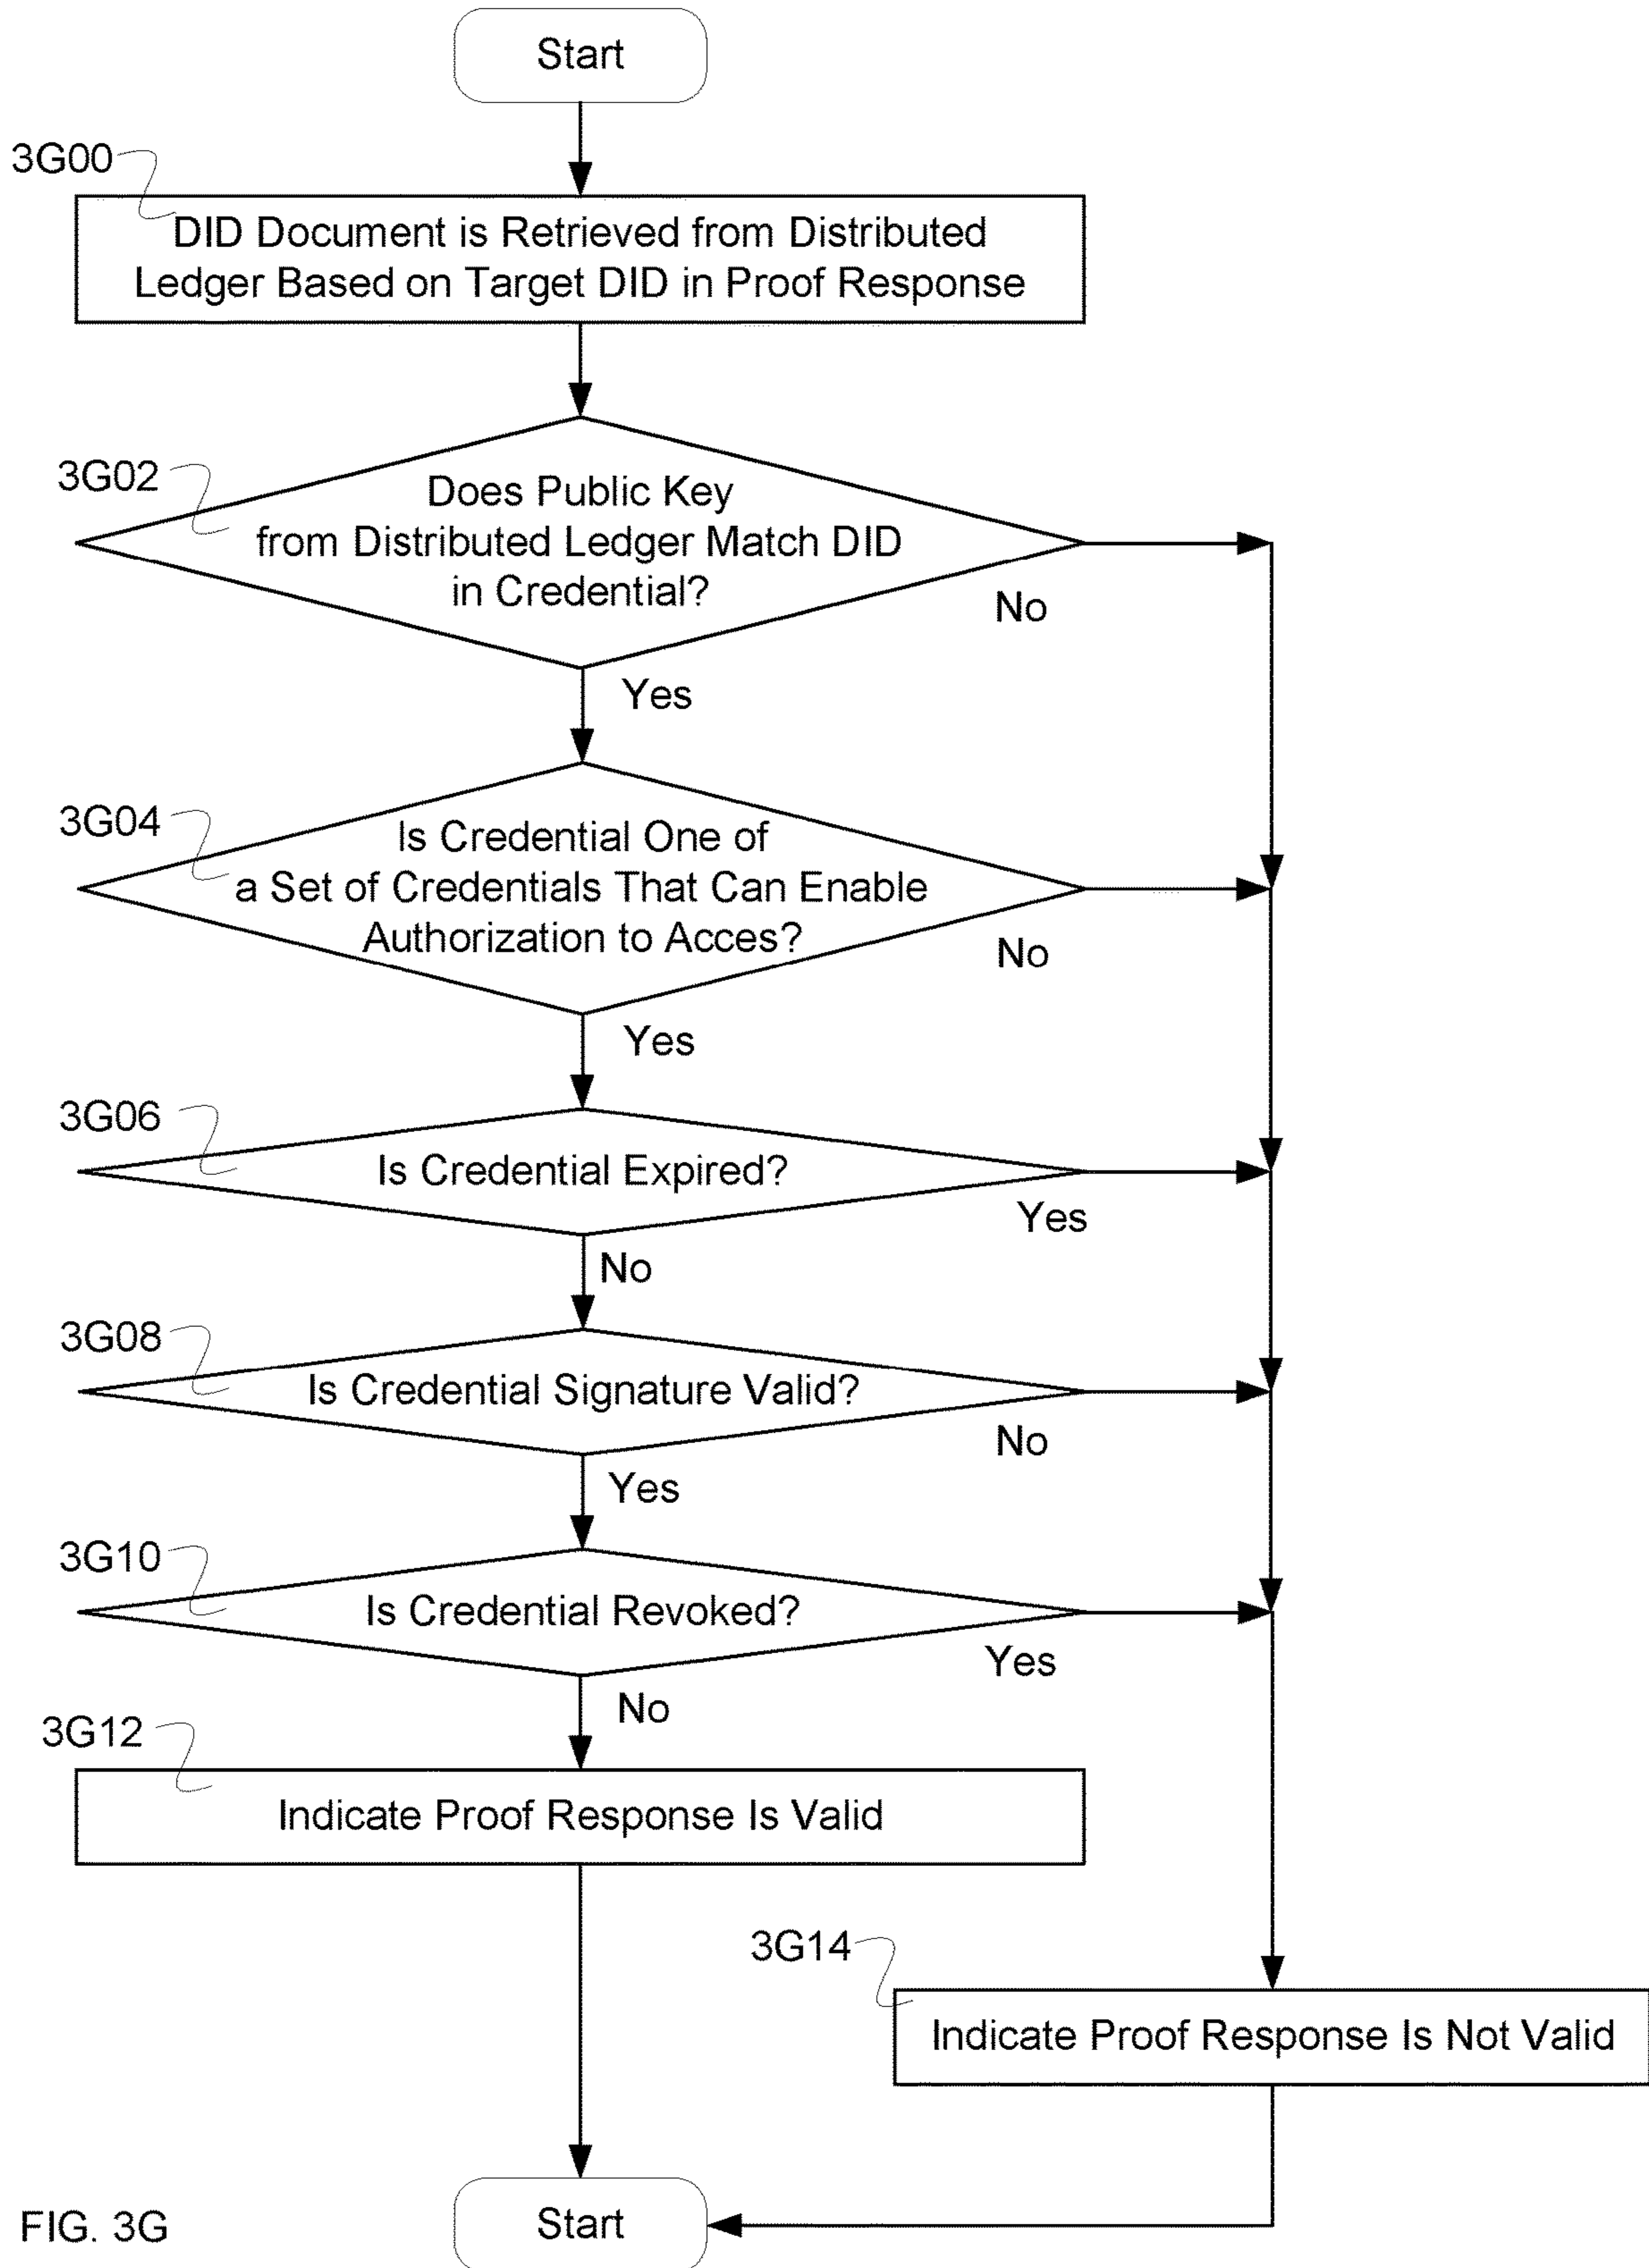 Start
3G00
DID Document is Retrieved from Distributed
Ledger Based on Target DID in Proof Response
3G02
Does Public Key
from Distributed Ledger Match DID
in Credential?
No
Yes
3G04
Is Credential One of
a Set of Credentials That Can Enable
Authorization to Acces?
No
Yes
3G06
Is Credential Expired?
Yes
No
3G08
Is Credential Signature Valid?
No
Yes
3G10
Is Credential Revoked?
Yes
No
3G12
Indicate Proof Response Is Valid
3G14
Indicate Proof Response Is Not Valid
Start
FIG. 3G